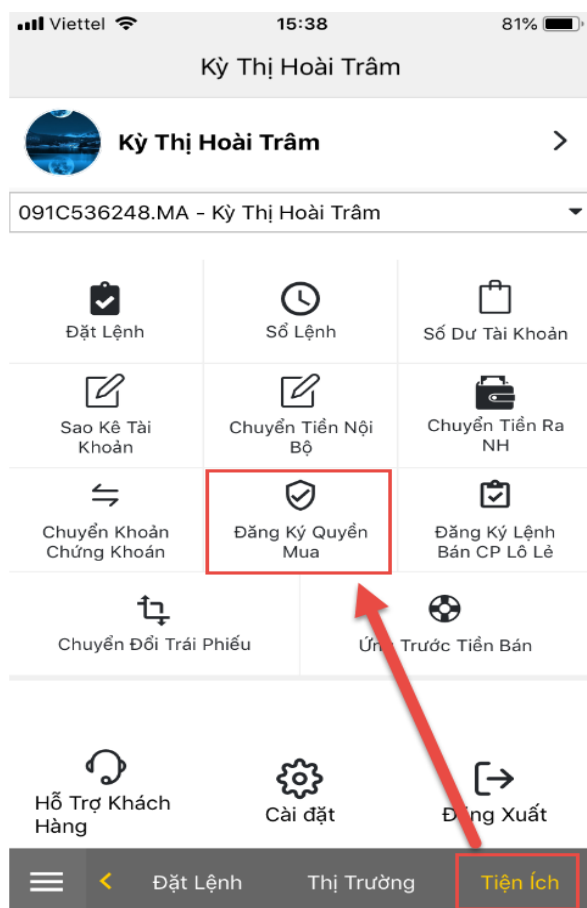 Viettel 15:38 81%
Kỳ Thị Hoài Trâm
Kỳ Thị Hoài Trâm
091C536248.MA - Kỳ Thị Hoài Trâm
Đặt Lệnh
Sổ Lệnh
Số Dư Tài Khoản
Sao Kê Tài
Khoản
Chuyển Tiền Nội
Bộ
Chuyển Tiền Ra
NH
Chuyển Khoản
Chứng Khoán
Đăng Ký Quyền
Mua
Đăng Ký Lệnh
Bán CP Lô Lẻ
Chuyển Đổi Trái Phiếu
Ứng Trước Tiền Bán
Hỗ Trợ Khách
Hàng
Cài đặt
Đăng Xuất
Đặt Lệnh Thị Trường Tiện Ích